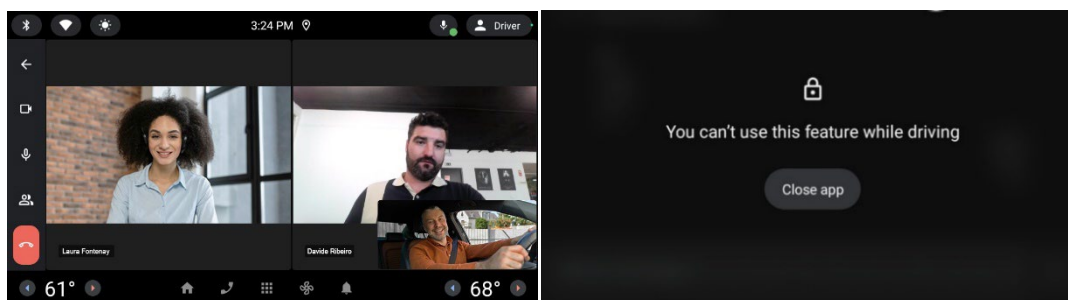 3:24 PM
Driver
Laura Fontenay
Davide Ribeiro
61°
68°
You can't use this feature while driving
Close app